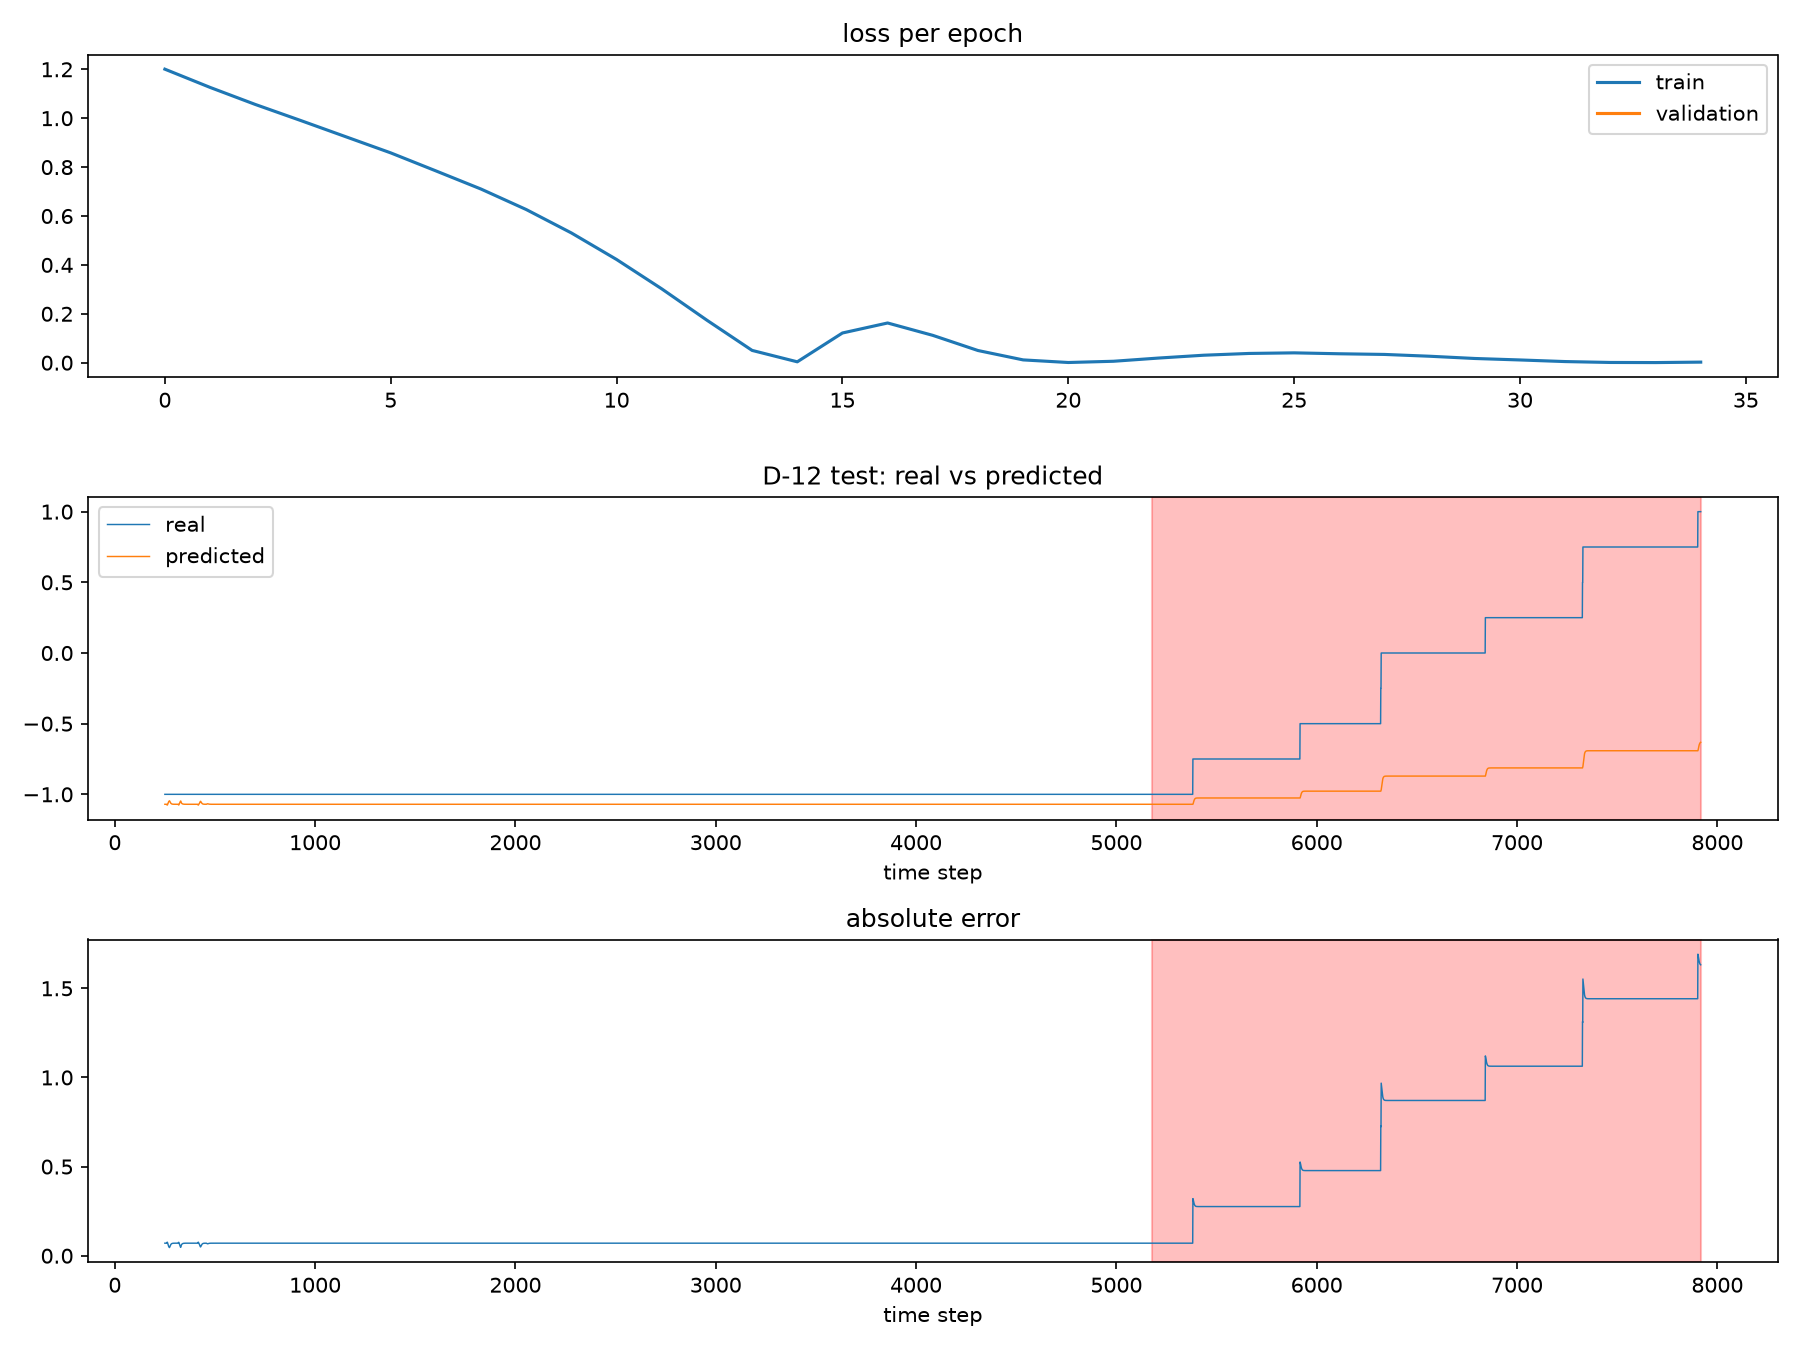 loss per epoch
1.2
1.0
0.8
0.6
0.4
0.2
0.0
train
validation
0 5 10 15 20 25 30 35
D-12 test: real vs predicted
1.0
0.5
0.0
−0.5
−1.0
real
predicted
0 1000 2000 3000 4000 5000 6000 7000 8000
time step
absolute error
1.5
1.0
0.5
0.0
0 1000 2000 3000 4000 5000 6000 7000 8000
time step